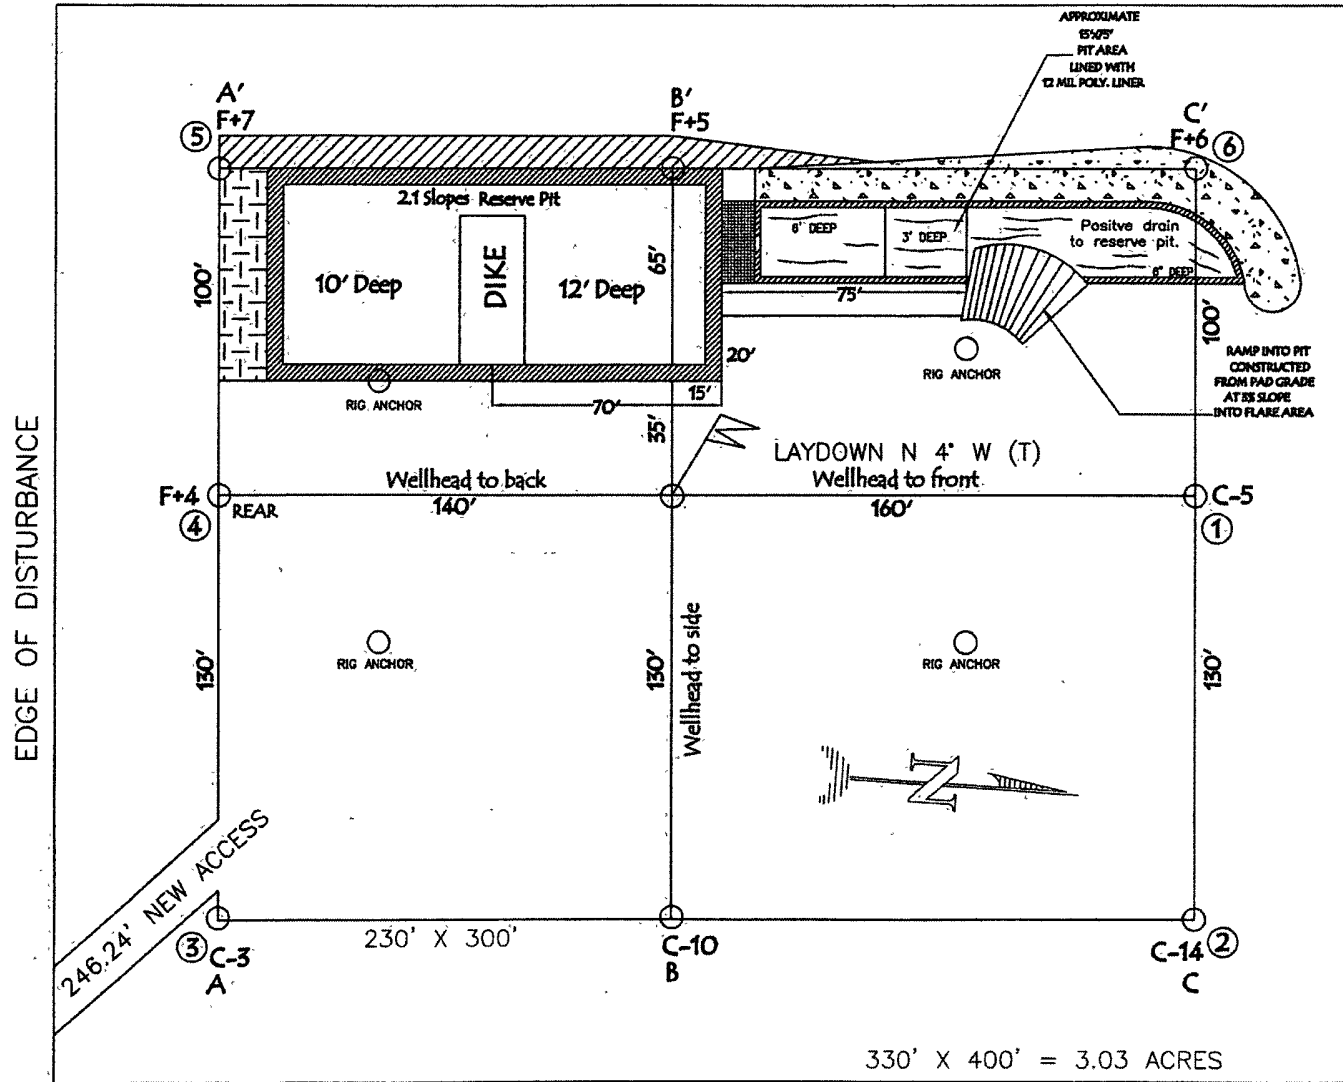 APPROXIMATE
PIT AREA
LINED WITH
12 MIL POLY. LINER
A'
F+7
5
B'
F+5
C'
F+6
6
2.1 Slopes Reserve Pit
10' Deep
DIKE
12' Deep
65'
100'
6' DEEP
3' DEEP
Positve drain
to reserve pit.
6" DEEP
75'
100'
RAMP INTO PIT
CONSTRUCTED
FROM PAD GRADE
SLOPE
INTO FLARE AREA
20'
RIG ANCHOR
RIG ANCHOR
15'
70'
35'
LAYDOWN N 4° W (T)
Wellhead to back
140'
Wellhead to front
160'
F+4
4
REAR
C-5
1
EDGE OF DISTURBANCE
RIG ANCHOR
RIG ANCHOR
130'
130'
Wellhead to side
130'
N
246.24' NEW ACCESS
230' X 300'
3
C-3
A
C-10
B
C-14
2
C
330' X 400' = 3.03 ACRES